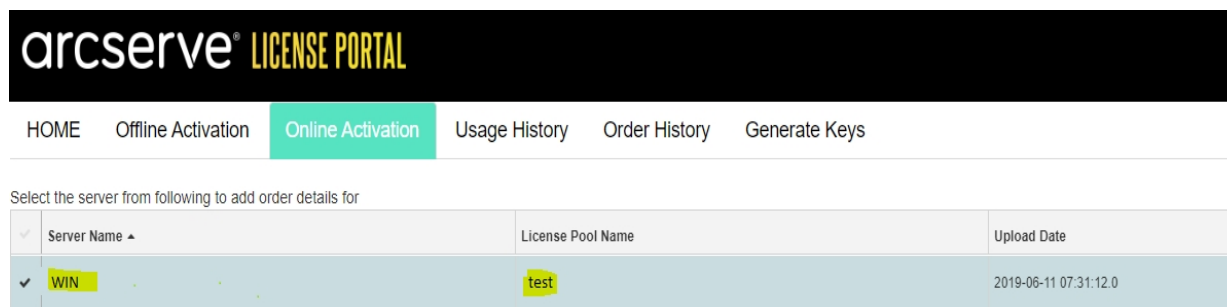 arcserve® LICENSE PORTAL
HOME Offline Activation Online Activation Usage History Order History Generate Keys
Select the server from following to add order details for
Server Name License Pool Name Upload Date
WIN test 2019-06-11 07:31:12.0